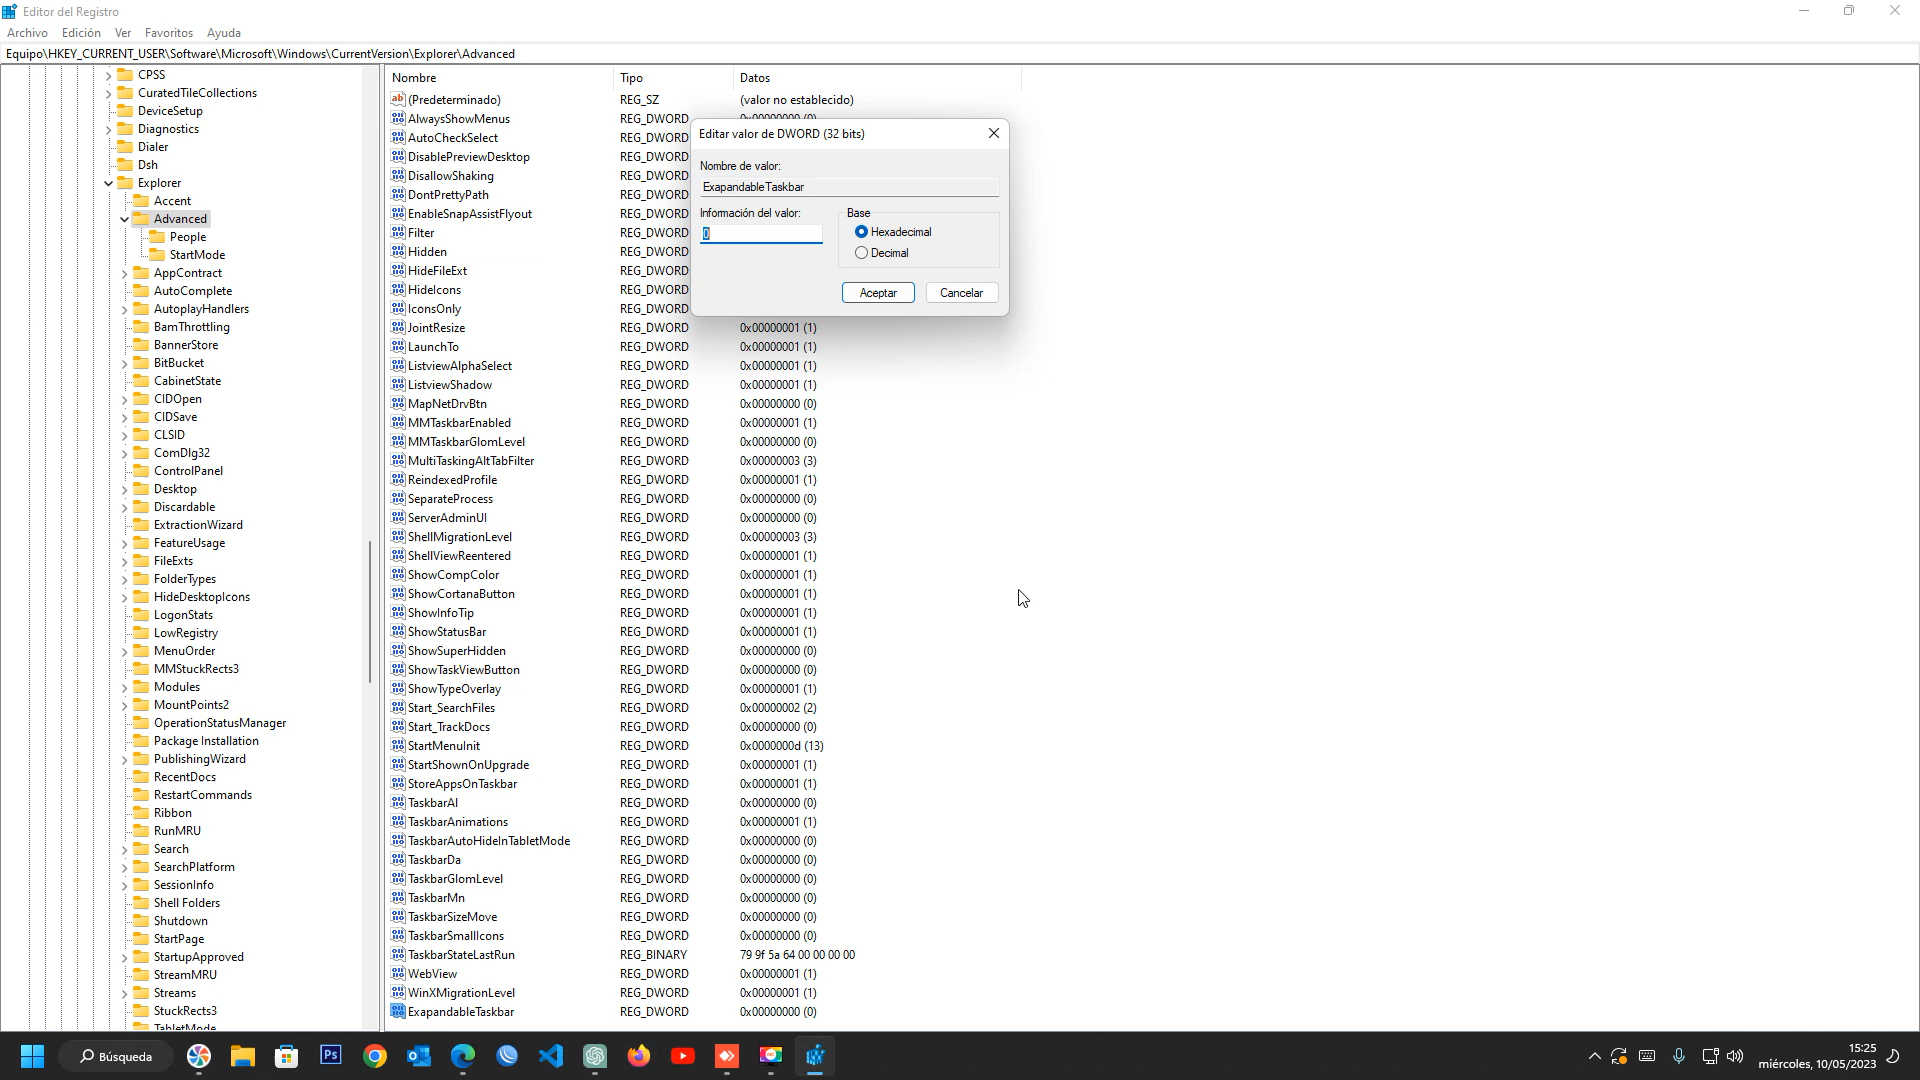 Editor del Registro
Archivo Edición Ver Favoritos Ayuda
Equipo\HKEY_CURRENT_USER\Software\Microsoft\Windows\CurrentVersion\Explorer\Advanced
CPSS
CuratedTileCollections
DeviceSetup
Diagnostics
Dialer
Dsh
Explorer
Accent
Advanced
People
StartMode
AppContract
AutoComplete
AutoplayHandlers
BamThrottling
BannerStore
BitBucket
CabinetState
CIDOpen
CIDSave
CLSID
ComDlg32
ControlPanel
Desktop
Discardable
ExtractionWizard
FeatureUsage
FileExts
FolderTypes
HideDesktopIcons
LogonStats
LowRegistry
MenuOrder
MMStuckRects3
Modules
MountPoints2
OperationStatusManager
Package Installation
PublishingWizard
RecentDocs
RestartCommands
Ribbon
RunMRU
Search
SearchPlatform
SessionInfo
Shell Folders
Shutdown
StartPage
StartupApproved
StreamMRU
Streams
StuckRects3
TabletMode
Nombre Tipo Datos
(Predeterminado) REG_SZ (valor no establecido)
AlwaysShowMenus REG_DWORD 0x00000000 (0)
AutoCheckSelect REG_DWORD
DisablePreviewDesktop REG_DWORD
DisallowShaking REG_DWORD
DontPrettyPath REG_DWORD
EnableSnapAssistFlyout REG_DWORD
Filter REG_DWORD
Hidden REG_DWORD
HideFileExt REG_DWORD
HideIcons REG_DWORD
IconsOnly REG_DWORD
JointResize REG_DWORD 0x00000001 (1)
LaunchTo REG_DWORD 0x00000001 (1)
ListviewAlphaSelect REG_DWORD 0x00000001 (1)
ListviewShadow REG_DWORD 0x00000001 (1)
MapNetDrvBtn REG_DWORD 0x00000000 (0)
MMTaskbarEnabled REG_DWORD 0x00000001 (1)
MMTaskbarGlomLevel REG_DWORD 0x00000000 (0)
MultiTaskingAltTabFilter REG_DWORD 0x00000003 (3)
ReindexedProfile REG_DWORD 0x00000001 (1)
SeparateProcess REG_DWORD 0x00000000 (0)
ServerAdminUI REG_DWORD 0x00000000 (0)
ShellMigrationLevel REG_DWORD 0x00000003 (3)
ShellViewReentered REG_DWORD 0x00000001 (1)
ShowCompColor REG_DWORD 0x00000001 (1)
ShowCortanaButton REG_DWORD 0x00000001 (1)
ShowInfoTip REG_DWORD 0x00000001 (1)
ShowStatusBar REG_DWORD 0x00000001 (1)
ShowSuperHidden REG_DWORD 0x00000000 (0)
ShowTaskViewButton REG_DWORD 0x00000000 (0)
ShowTypeOverlay REG_DWORD 0x00000001 (1)
Start_SearchFiles REG_DWORD 0x00000002 (2)
Start_TrackDocs REG_DWORD 0x00000000 (0)
StartMenuInit REG_DWORD 0x0000000d (13)
StartShownOnUpgrade REG_DWORD 0x00000001 (1)
StoreAppsOnTaskbar REG_DWORD 0x00000001 (1)
TaskbarAl REG_DWORD 0x00000000 (0)
TaskbarAnimations REG_DWORD 0x00000001 (1)
TaskbarAutoHideInTabletMode REG_DWORD 0x00000000 (0)
TaskbarDa REG_DWORD 0x00000000 (0)
TaskbarGlomLevel REG_DWORD 0x00000000 (0)
TaskbarMn REG_DWORD 0x00000000 (0)
TaskbarSizeMove REG_DWORD 0x00000000 (0)
TaskbarSmallIcons REG_DWORD 0x00000000 (0)
TaskbarStateLastRun REG_BINARY 79 9f 5a 64 00 00 00 00
WebView REG_DWORD 0x00000001 (1)
WinXMigrationLevel REG_DWORD 0x00000001 (1)
ExapandableTaskbar REG_DWORD 0x00000000 (0)
Editar valor de DWORD (32 bits)
Nombre de valor:
ExapandableTaskbar
Información del valor: Base
0 Hexadecimal
Decimal
Aceptar Cancelar
Búsqueda
Ps
15:25
miércoles, 10/05/2023